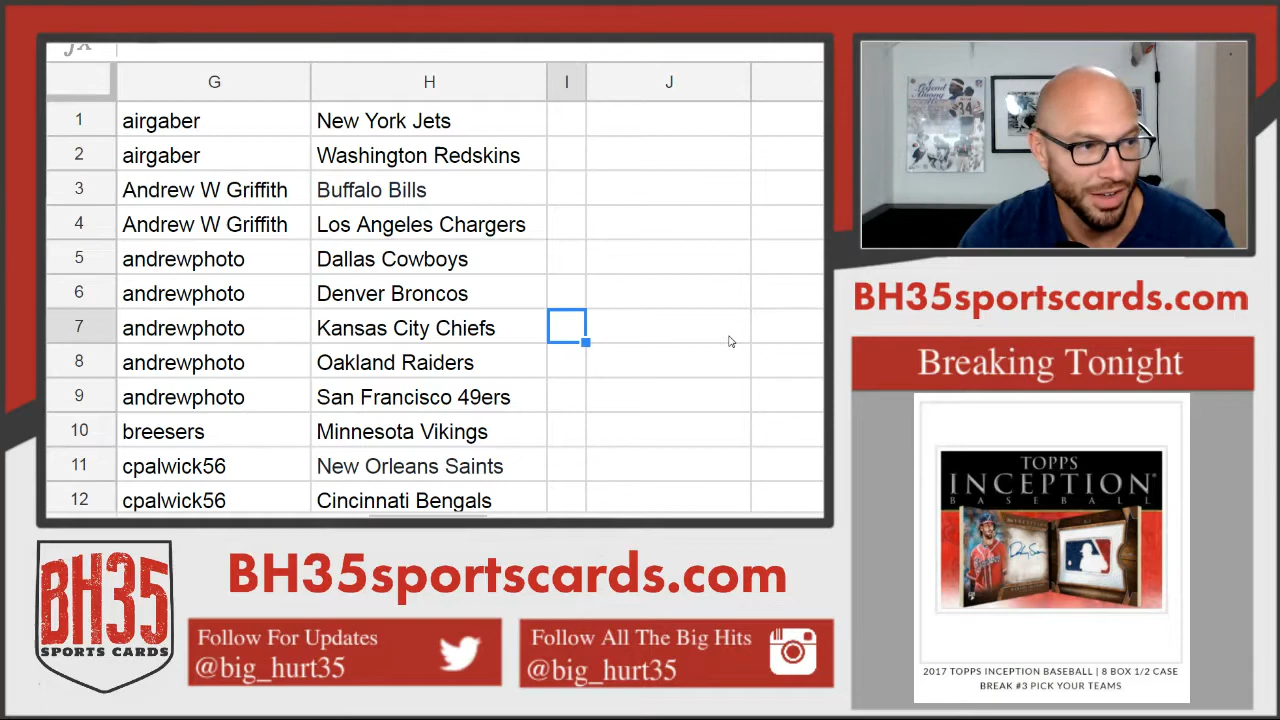 fx
G H I J
1 airgaber New York Jets
2 airgaber Washington Redskins
3 Andrew W Griffith Buffalo Bills
4 Andrew W Griffith Los Angeles Chargers
5 andrewphoto Dallas Cowboys
6 andrewphoto Denver Broncos
7 andrewphoto Kansas City Chiefs
8 andrewphoto Oakland Raiders
9 andrewphoto San Francisco 49ers
10 breesers Minnesota Vikings
11 cpalwick56 New Orleans Saints
12 cpalwick56 Cincinnati Bengals
34
BH35sportscards.com
Breaking Tonight
TOPPS
INCEPTION
BASEBALL
2017 TOPPS INCEPTION BASEBALL | 8 BOX 1/2 CASE
BREAK #3 PICK YOUR TEAMS
BH35
SPORTS CARDS
BH35sportscards.com
Follow For Updates
@big_hurt35
Follow All The Big Hits
@big_hurt35